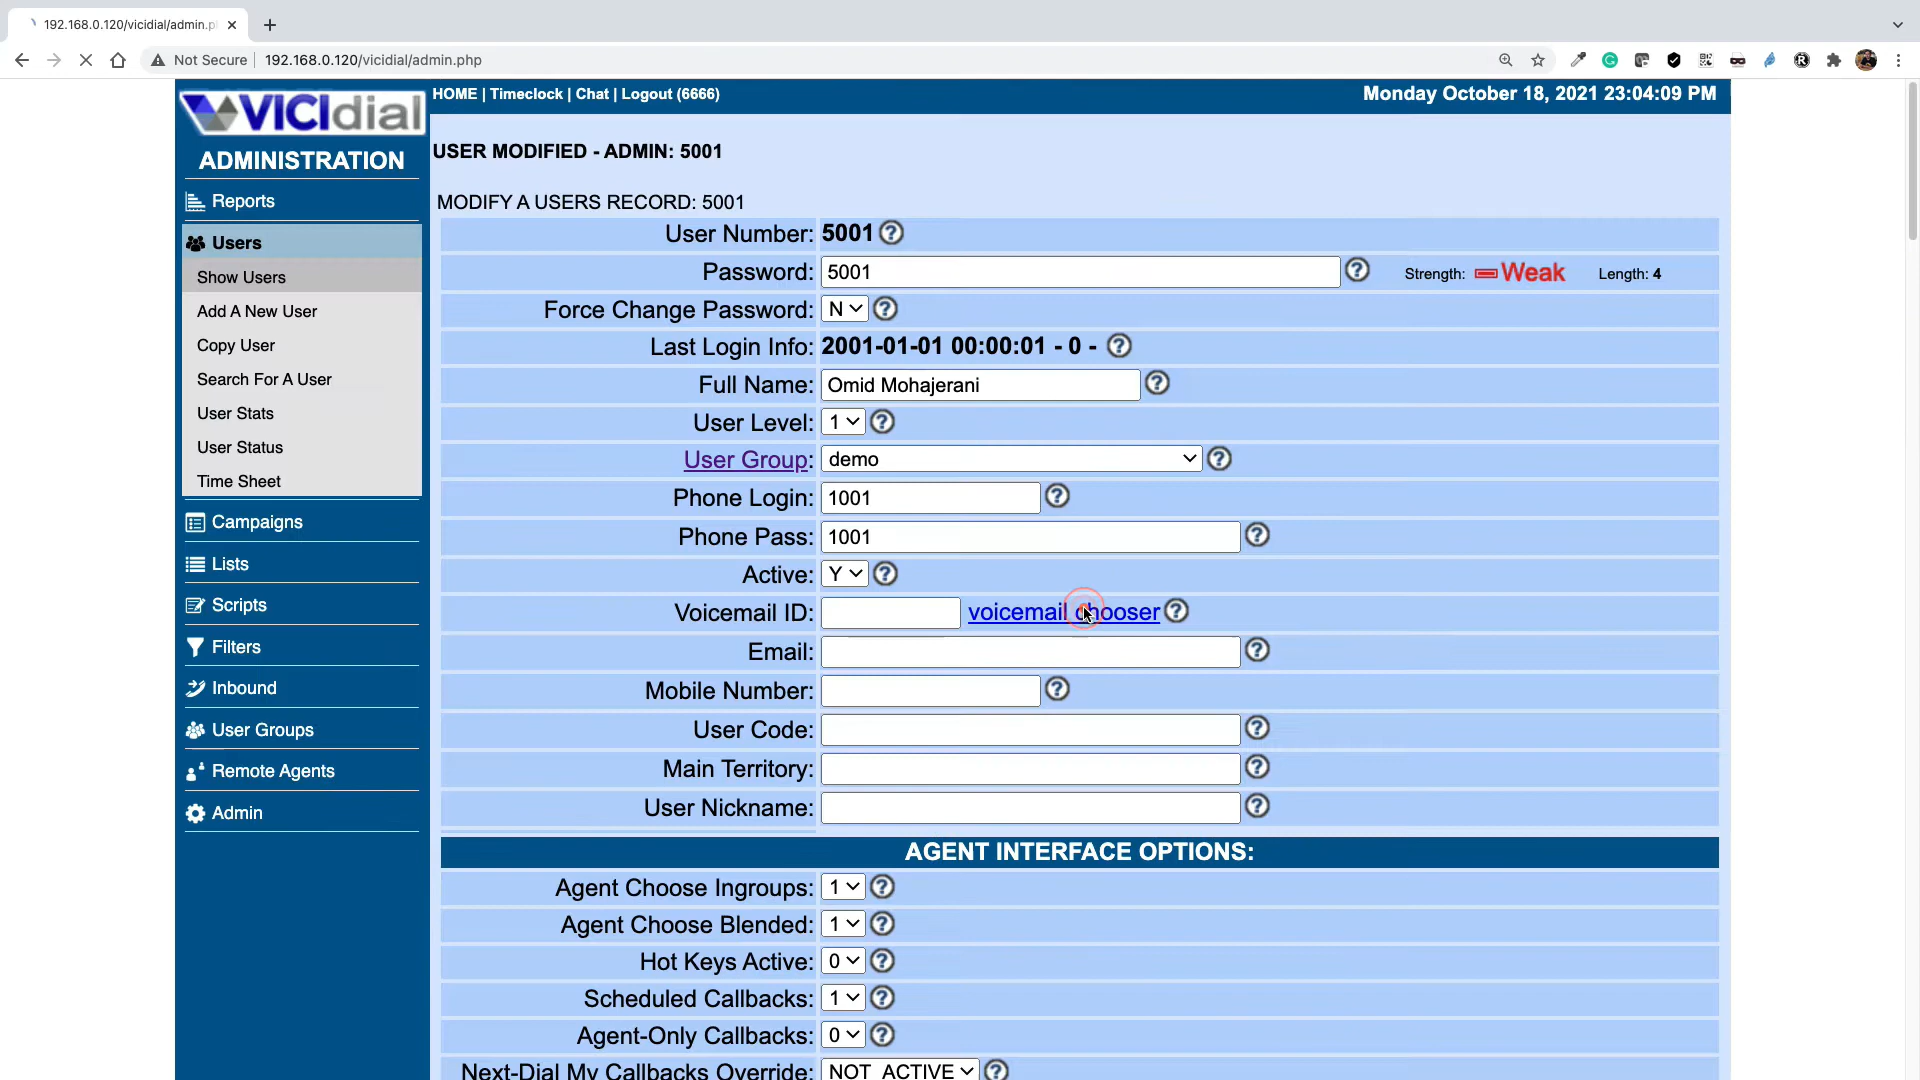 192.168.0.120/vicidial/admin.p
Not Secure 192.168.0.120/vicidial/admin.php
VICIdial
HOME | Timeclock | Chat | Logout (6666) Monday October 18, 2021 23:04:09 PM
ADMINISTRATION
Reports
Users
Show Users
Add A New User
Copy User
Search For A User
User Stats
User Status
Time Sheet
Campaigns
Lists
Scripts
Filters
Inbound
User Groups
Remote Agents
Admin
USER MODIFIED - ADMIN: 5001
MODIFY A USERS RECORD: 5001
User Number: 5001
Password: 5001 Strength: Weak Length: 4
Force Change Password: N
Last Login Info: 2001-01-01 00:00:01 - 0 -
Full Name: Omid Mohajerani
User Level: 1
User Group: demo
Phone Login: 1001
Phone Pass: 1001
Active: Y
Voicemail ID: voicemail chooser
Email:
Mobile Number:
User Code:
Main Territory:
User Nickname:
AGENT INTERFACE OPTIONS:
Agent Choose Ingroups: 1
Agent Choose Blended: 1
Hot Keys Active: 0
Scheduled Callbacks: 1
Agent-Only Callbacks: 0
Next-Dial My Callbacks Override: NOT_ACTIVE